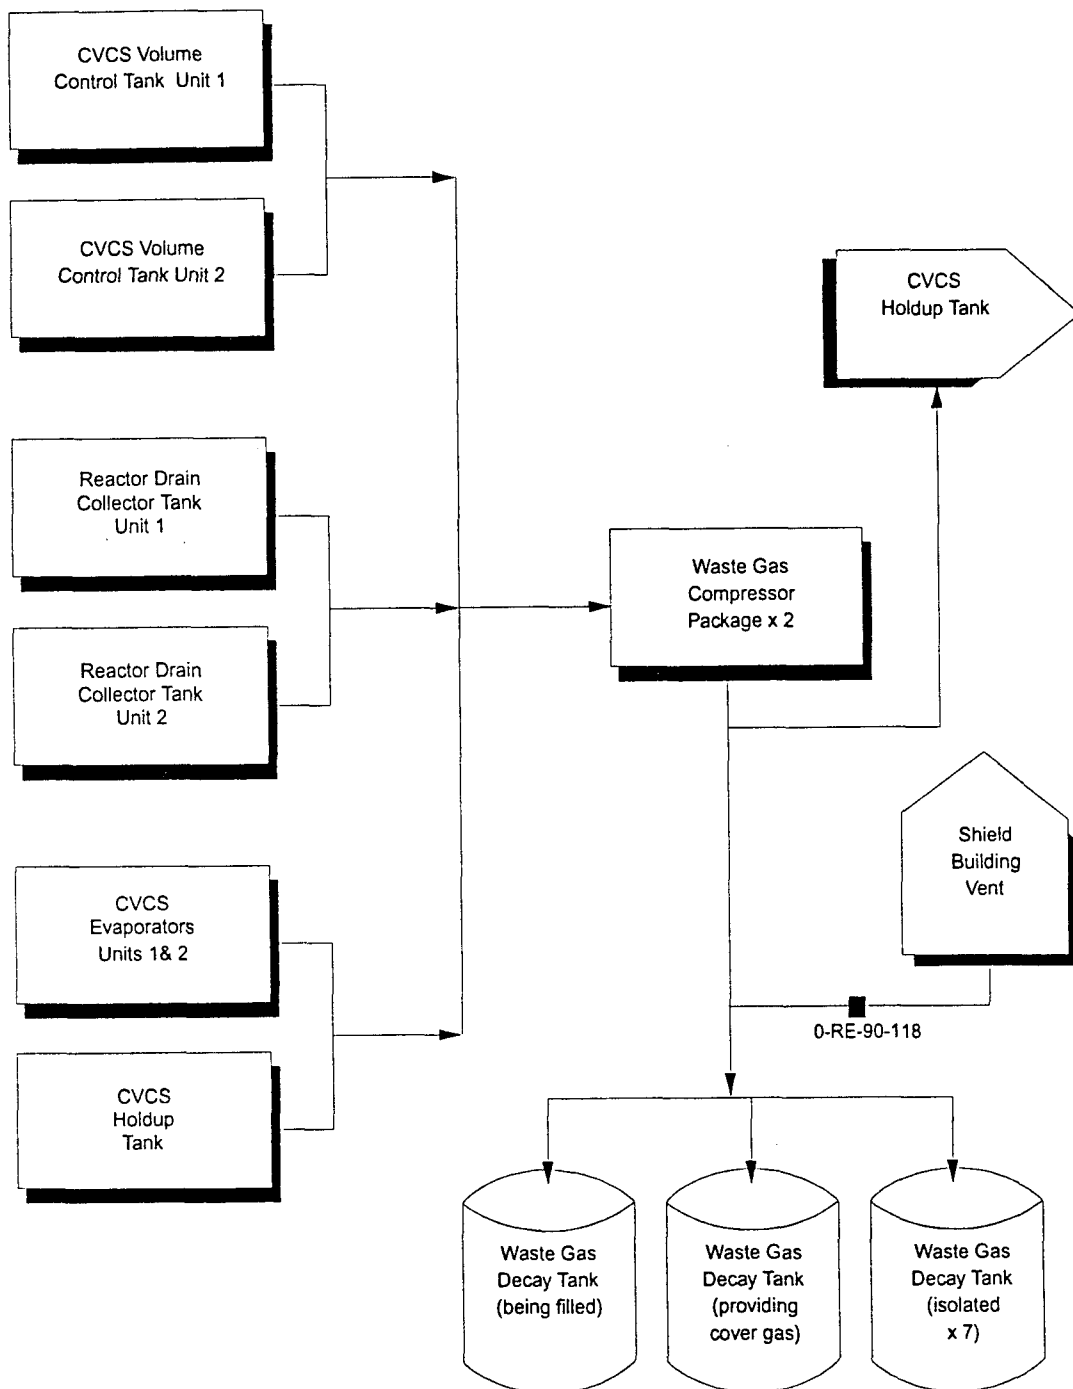 CVCS Volume
Control Tank Unit 1
CVCS Volume
Control Tank Unit 2
Reactor Drain
Collector Tank
Unit 1
Reactor Drain
Collector Tank
Unit 2
CVCS
Evaporators
Units 1& 2
CVCS
Holdup
Tank
Waste Gas
Compressor
Package x 2
CVCS
Holdup Tank
Shield
Building
Vent
0-RE-90-118
Waste Gas
Decay Tank
(being filled)
Waste Gas
Decay Tank
(providing
cover gas)
Waste Gas
Decay Tank
(isolated
x 7)